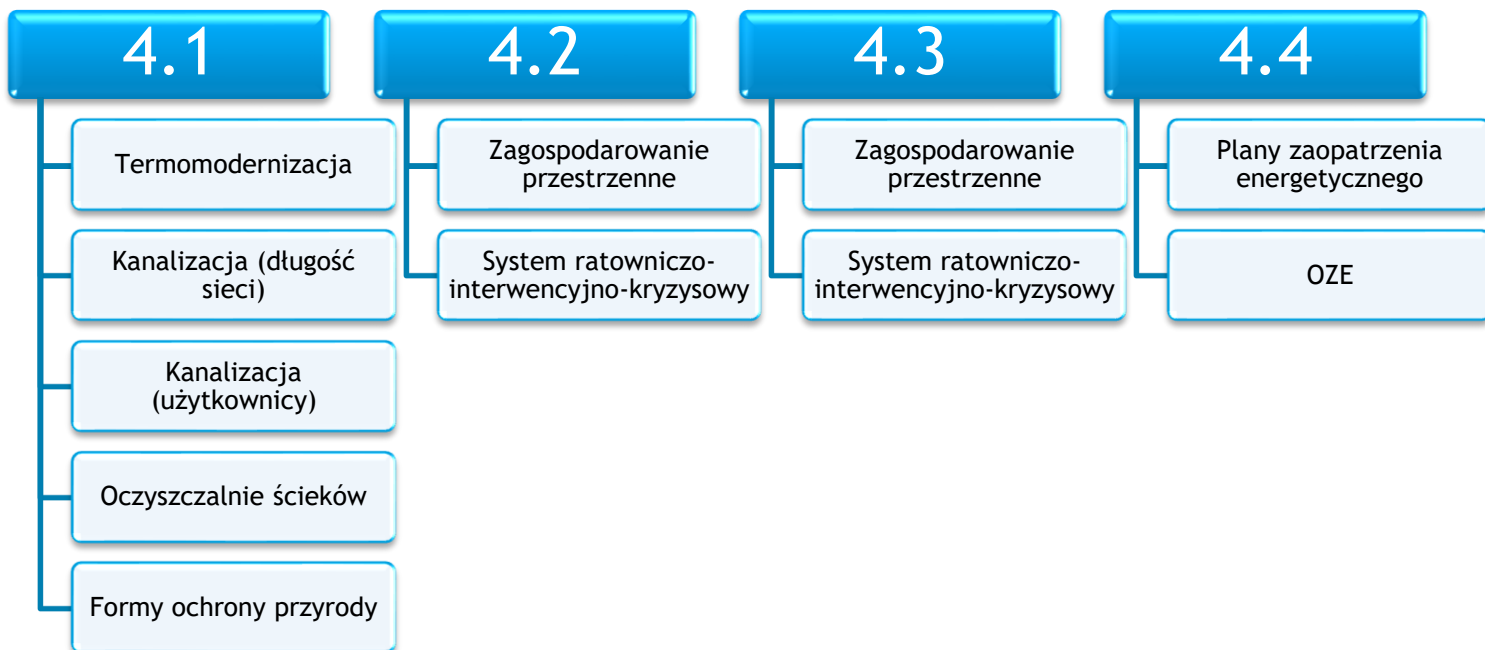 4.1
Termomodernizacja
Kanalizacja (długość
sieci)
Kanalizacja
(użytkownicy)
Oczyszczalnie ścieków
Formy ochrony przyrody
4.2
Zagospodarowanie
przestrzenne
System ratowniczo-
interwencyjno-kryzysowy
4.3
Zagospodarowanie
przestrzenne
System ratowniczo-
interwencyjno-kryzysowy
4.4
Plany zaopatrzenia
energetycznego
OZE